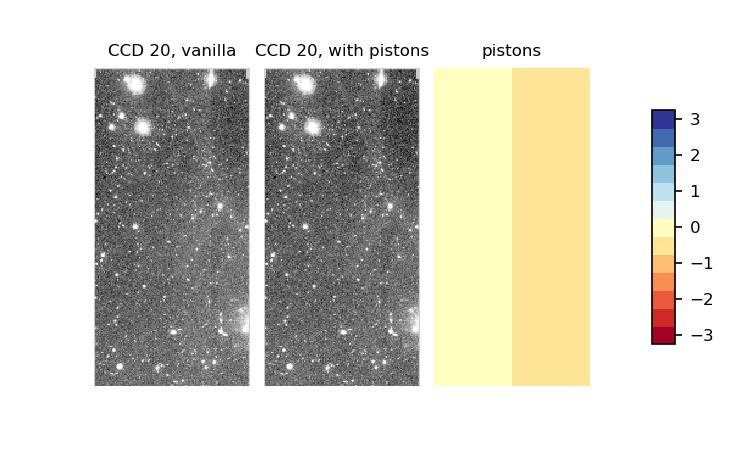 CCD 20, vanilla
CCD 20, with pistons
pistons
3
2
1
0
−1
−2
−3